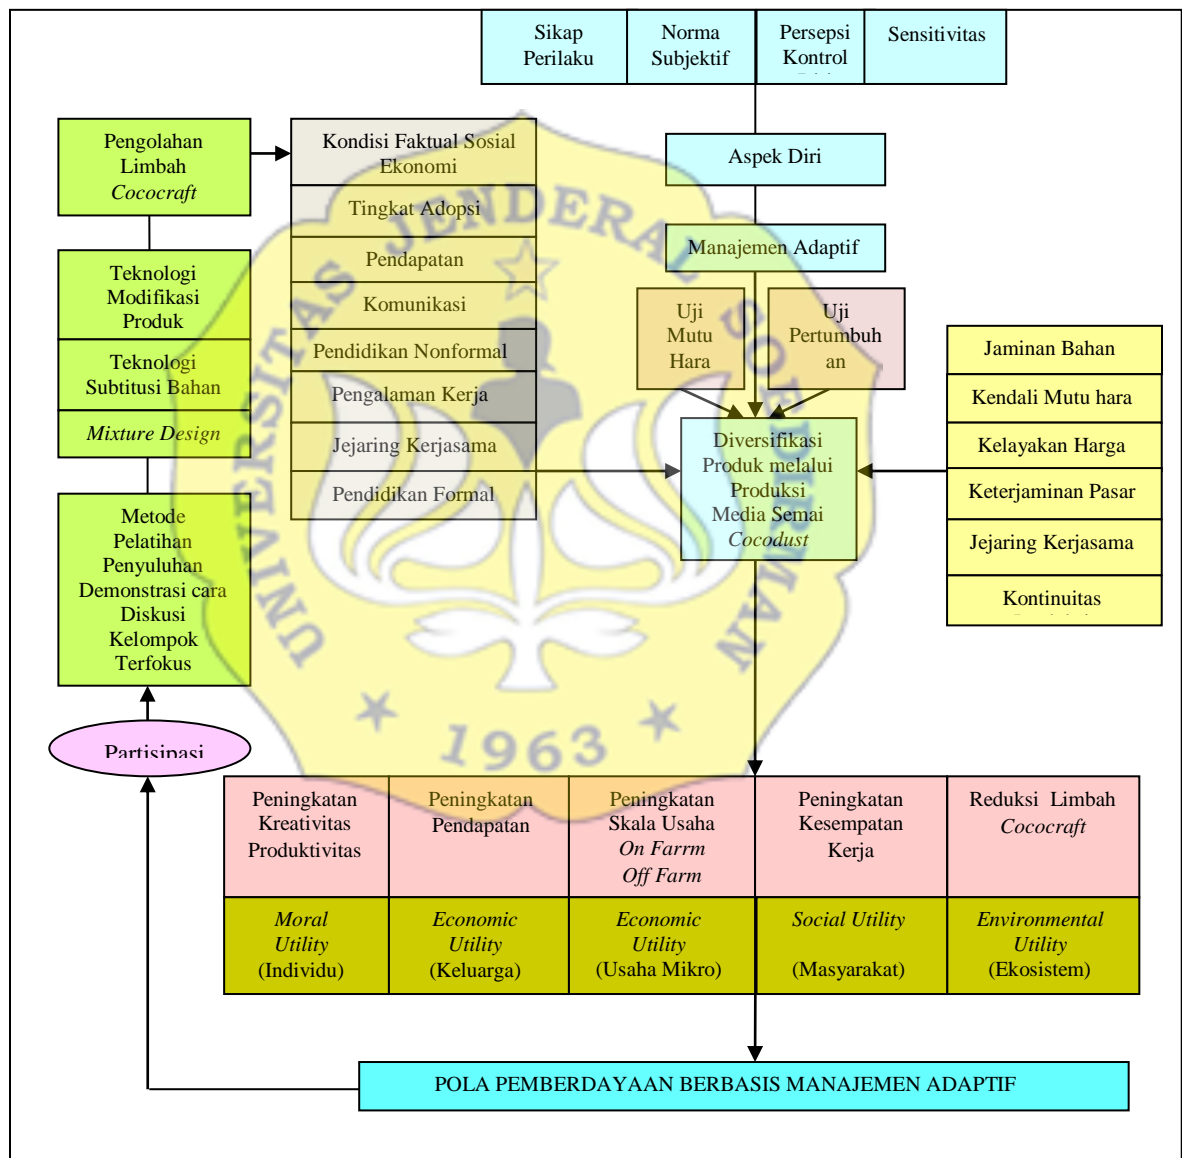 Sikap
Perilaku
Norma
Subjektif
Persepsi
Kontrol
Sensitivitas
Pengolahan
Limbah
Cococraft
Kondisi Faktual Sosial
Ekonomi
Tingkat Adopsi
Pendapatan
Komunikasi
Pendidikan Nonformal
Pengalaman Kerja
Jejaring Kerjasama
Pendidikan Formal
Aspek Diri
Manajemen Adaptif
Uji
Mutu
Hara
Uji
Pertumbuh
an
Teknologi
Modifikasi
Produk
Teknologi
Subtitusi Bahan
Mixture Design
Jaminan Bahan
Kendali Mutu hara
Kelayakan Harga
Keterjaminan Pasar
Jejaring Kerjasama
Kontinuitas
Diversifikasi
Produk melalui
Produksi
Media Semai
Cocodust
Metode
Pelatihan
Penyuluhan
Demonstrasi cara
Diskusi
Kelompok
Terfokus
Partisipasi
UNIVERSITAS JENDERAL SOEDIRMAN
1963
Peningkatan
Kreativitas
Produktivitas
Peningkatan
Pendapatan
Peningkatan
Skala Usaha
On Farrm
Off Farm
Peningkatan
Kesempatan
Kerja
Reduksi Limbah
Cococraft
Moral
Utility
(Individu)
Economic
Utility
(Keluarga)
Economic
Utility
(Usaha Mikro)
Social Utility
(Masyarakat)
Environmental
Utility
(Ekosistem)
POLA PEMBERDAYAAN BERBASIS MANAJEMEN ADAPTIF